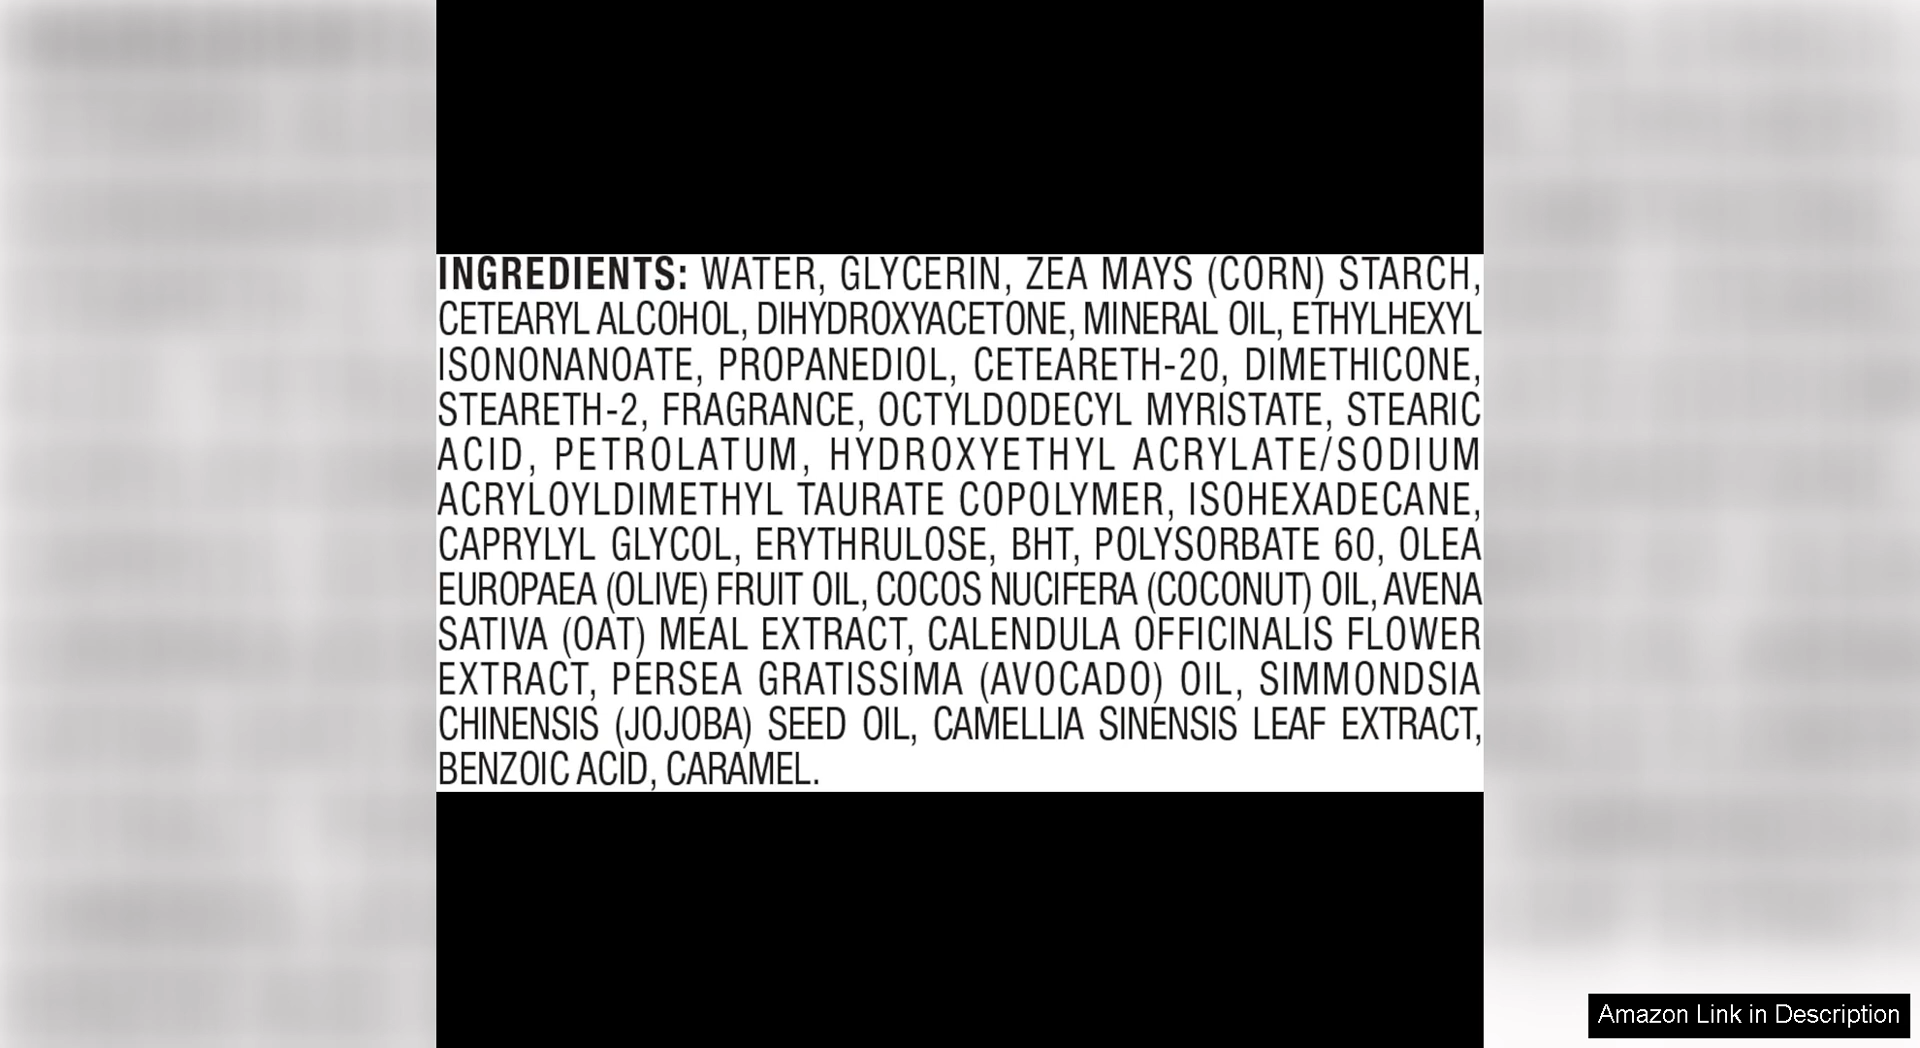 INGREDIENTS: WATER, GLYCERIN, ZEA MAYS (CORN) STARCH,
CETEARYL ALCOHOL, DIHYDROXYACETONE, MINERAL OIL, ETHYLHEXYL
ISONONANOATE, PROPANEDIOL, CETEARETH-20, DIMETHICONE,
STEARETH-2, FRAGRANCE, OCTYLDODECYL MYRISTATE, STEARIC
ACID, PETROLATUM, HYDROXYETHYL ACRYLATE/SODIUM
ACRYLOYLDIMETHYL TAURATE COPOLYMER, ISOHEXADECANE,
CAPRYLYL GLYCOL, ERYTHRULOSE, BHT, POLYSORBATE 60, OLEA
EUROPAEA (OLIVE) FRUIT OIL, COCOS NUCIFERA (COCONUT) OIL, AVENA
SATIVA (OAT) MEAL EXTRACT, CALENDULA OFFICINALIS FLOWER
EXTRACT, PERSEA GRATISSIMA (AVOCADO) OIL, SIMMONDSIA
CHINENSIS (JOJOBA) SEED OIL, CAMELLIA SINENSIS LEAF EXTRACT,
BENZOIC ACID, CARAMEL.
Amazon Link in Description